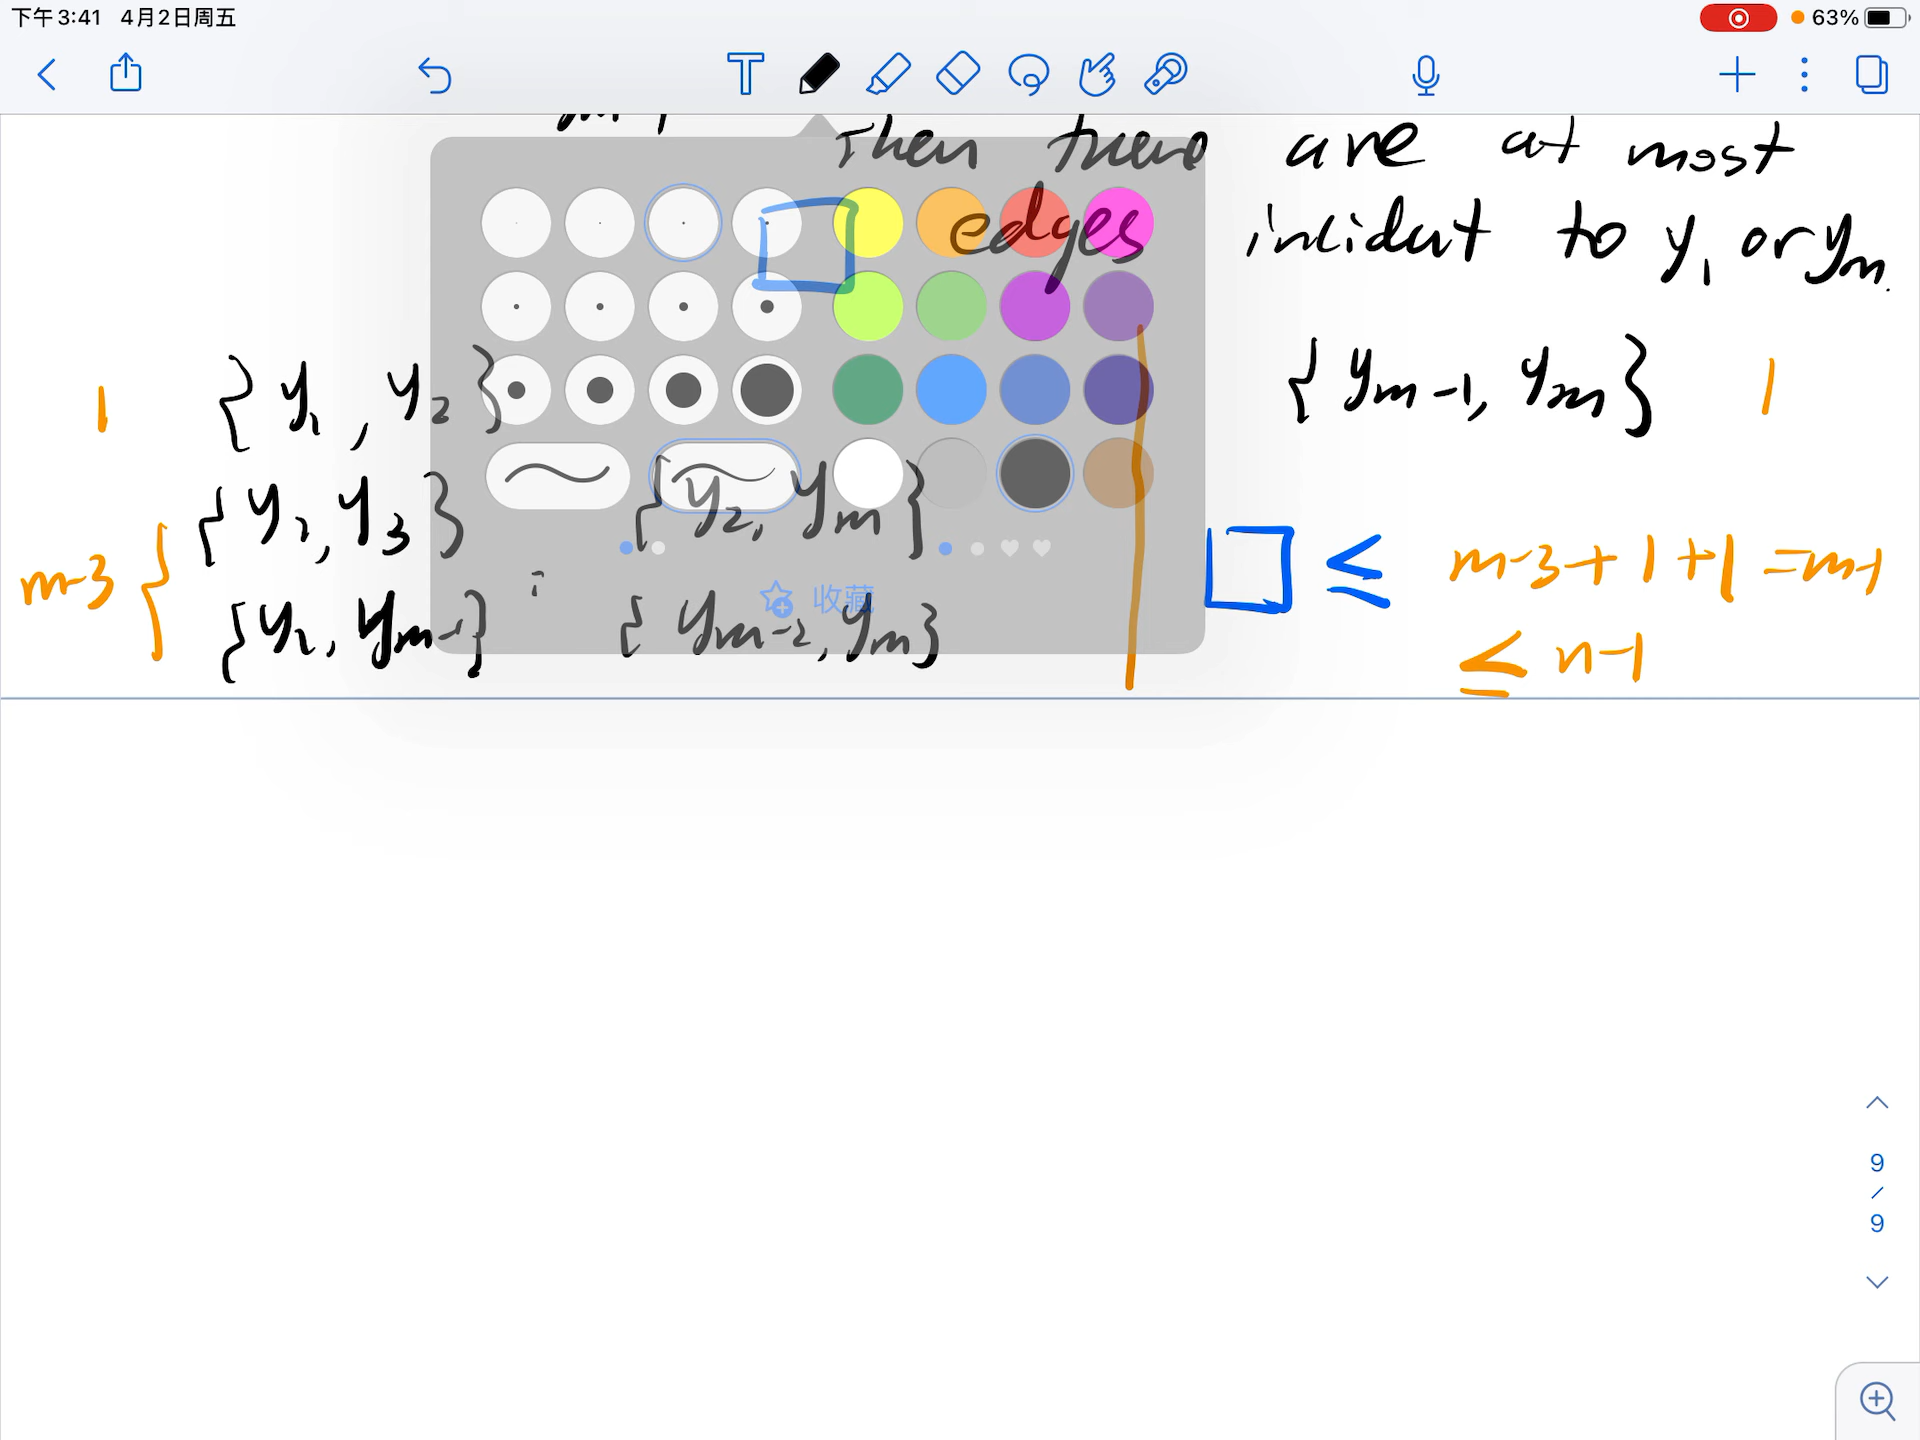 下午3:41 4月2日周五
63%
Then there are at most
edges incident to y₁ or yₘ.
1 {y₁, y₂} {yₘ₋₁, yₘ} 1
{y₁, y₃} {y₂, yₘ} □ ≤ m-3+1+1=m-1
m-3 { ⋮
{y₁, yₘ₋₁} {yₘ₋₂, yₘ} ≤ n-1
收藏
9
/
9